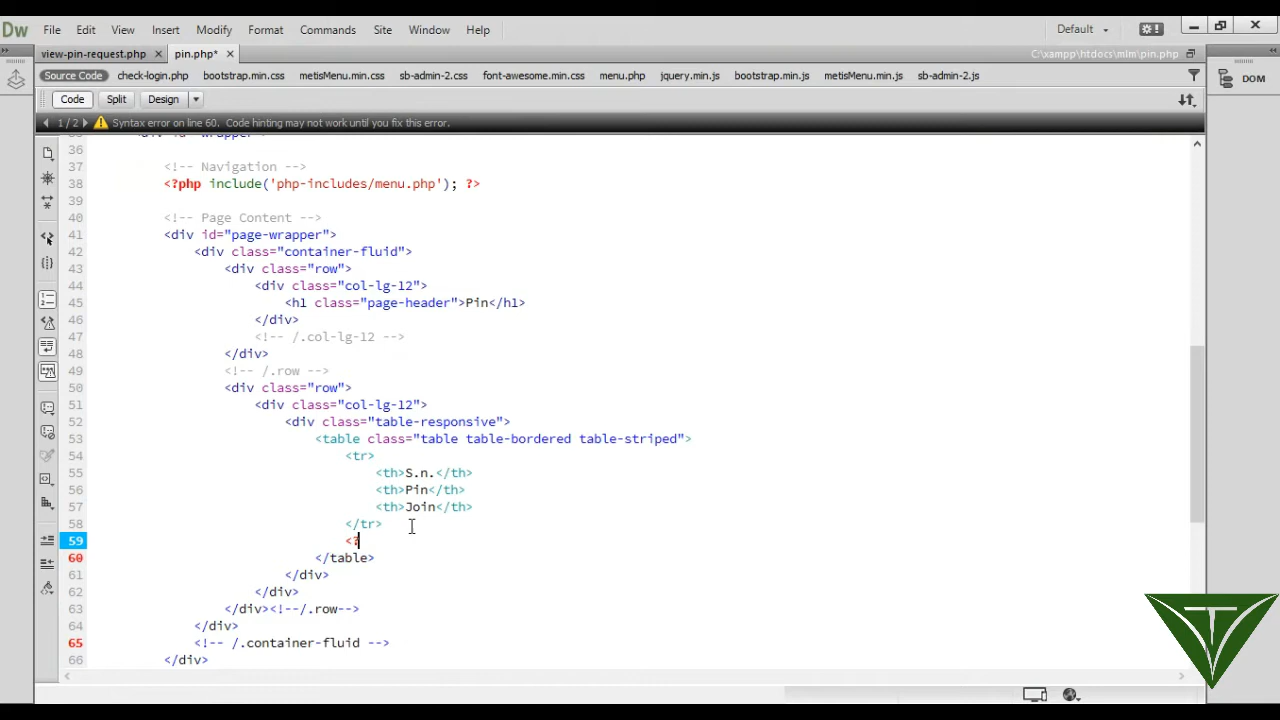 Dw File Edit View Insert Modify Format Commands Site Window Help Default
view-pin-request.php pin.php* C:\xampp\htdocs\mlm\pin.php
Source Code check-login.php bootstrap.min.css metisMenu.min.css sb-admin-2.css font-awesome.min.css menu.php jquery.min.js bootstrap.min.js metisMenu.min.js sb-admin-2.js DOM
Code Split Design
1/2 Syntax error on line 60. Code hinting may not work until you fix this error.
36
37 <!-- Navigation -->
38 <?php include('php-includes/menu.php'); ?>
39
40 <!-- Page Content -->
41 <div id="page-wrapper">
42 <div class="container-fluid">
43 <div class="row">
44 <div class="col-lg-12">
45 <h1 class="page-header">Pin</h1>
46 </div>
47 <!-- /.col-lg-12 -->
48 </div>
49 <!-- /.row -->
50 <div class="row">
51 <div class="col-lg-12">
52 <div class="table-responsive">
53 <table class="table table-bordered table-striped">
54 <tr>
55 <th>S.n.</th>
56 <th>Pin</th>
57 <th>Join</th>
58 </tr>
59 <?
60 </table>
61 </div>
62 </div>
63 </div><!--/.row-->
64 </div>
65 <!-- /.container-fluid -->
66 </div>